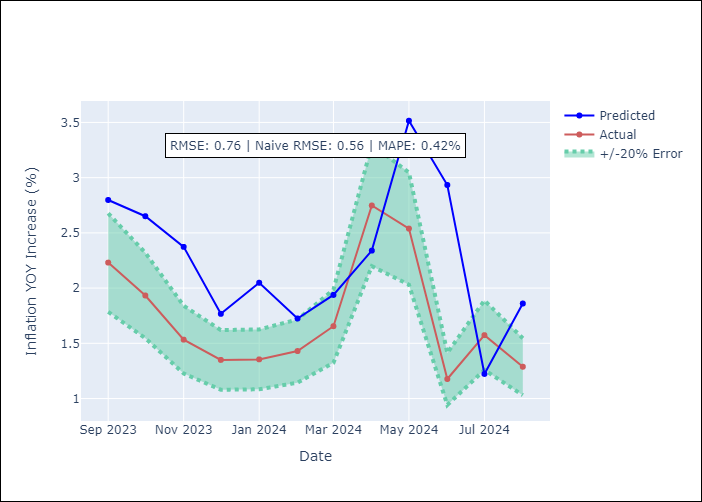 RMSE: 0.76 | Naive RMSE: 0.56 | MAPE: 0.42%
Predicted
Actual
+/-20% Error
Inflation YOY Increase (%)
3.5
3
2.5
2
1.5
1
Sep 2023 Nov 2023 Jan 2024 Mar 2024 May 2024 Jul 2024
Date